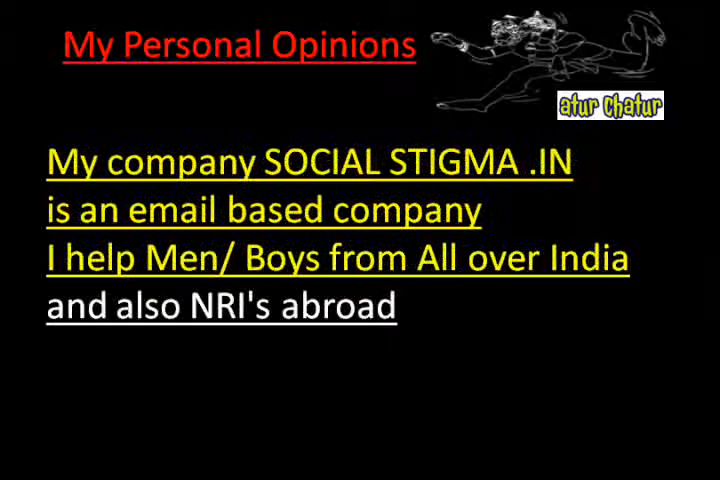 My Personal Opinions
atur chatur
My company SOCIAL STIGMA .IN
is an email based company
I help Men/ Boys from All over India
and also NRI's abroad